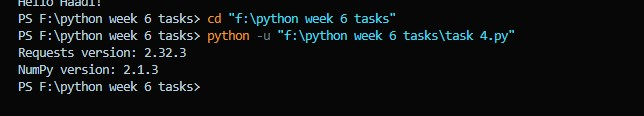 Hello Haadi!
PS F:\python week 6 tasks> cd "f:\python week 6 tasks"
PS F:\python week 6 tasks> python -u "f:\python week 6 tasks\task 4.py"
Requests version: 2.32.3
NumPy version: 2.1.3
PS F:\python week 6 tasks>